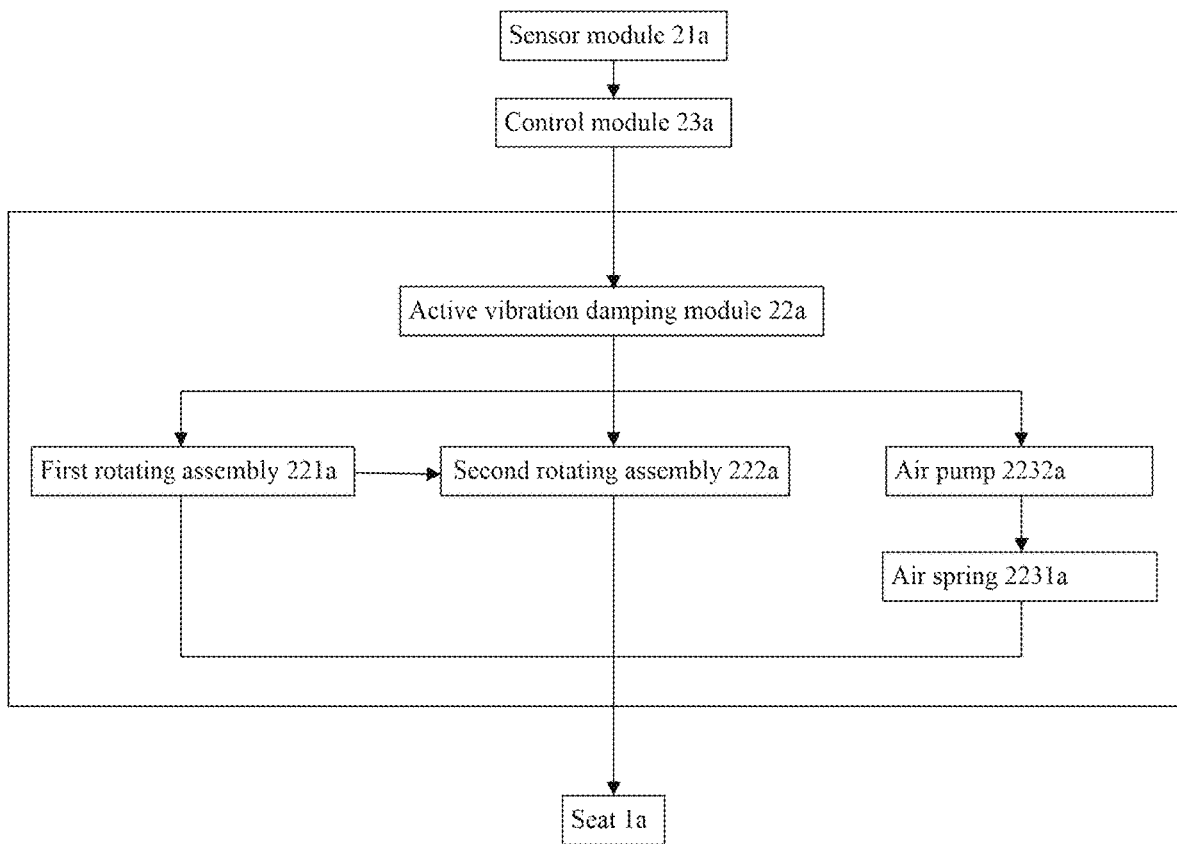 Sensor module 21a
Control module 23a
Active vibration damping module 22a
First rotating assembly 221a
Second rotating assembly 222a
Air pump 2232a
Air spring 2231a
Seat 1a